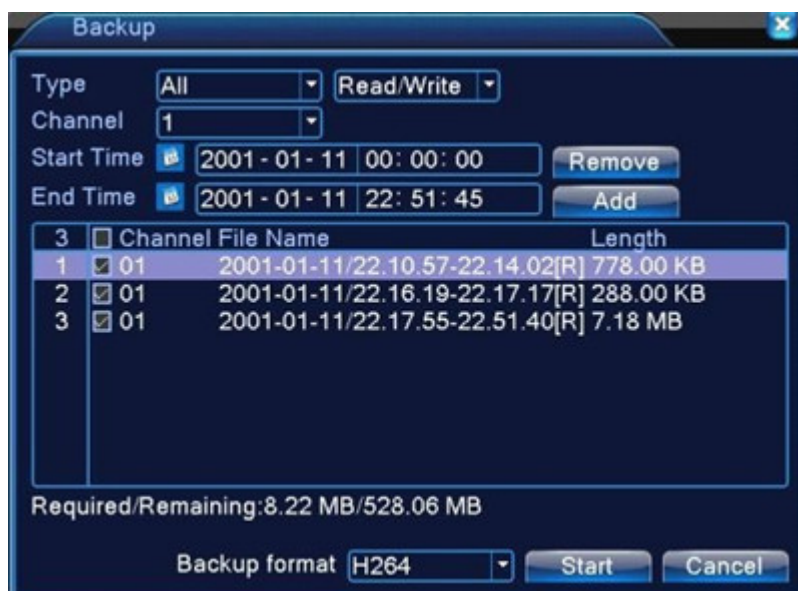 Backup
Type All Read/Write
Channel 1
Start Time 2001 - 01 - 11 00: 00: 00 Remove
End Time 2001 - 01 - 11 22: 51: 45 Add
3 Channel File Name Length
1 01 2001-01-11/22.10.57-22.14.02[R] 778.00 KB
2 01 2001-01-11/22.16.19-22.17.17[R] 288.00 KB
3 01 2001-01-11/22.17.55-22.51.40[R] 7.18 MB
Required/Remaining:8.22 MB/528.06 MB
Backup format H264 Start Cancel